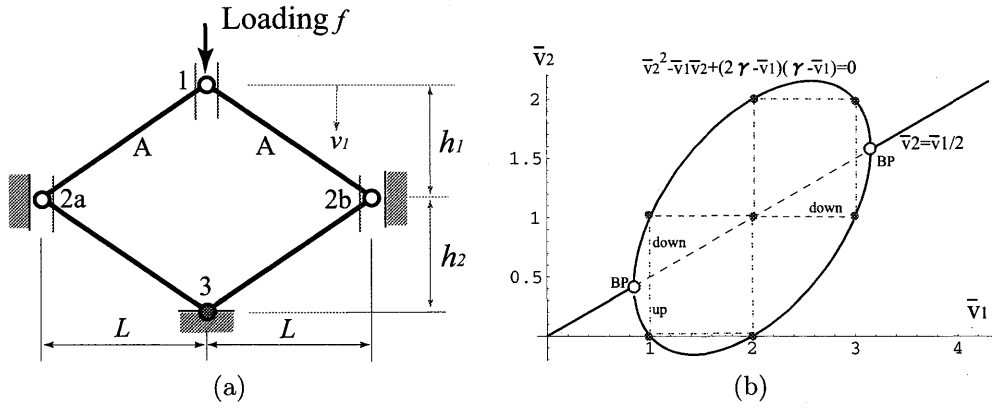 Loading f
1
A
A
v1
h1
2a
2b
h2
3
L
L
(a)
v̄2
v̄2²-v̄1v̄2+(2γ-v̄1)(γ-v̄1)=0
2
1.5
1
0.5
v̄2=v̄1/2
BP
down
down
BP
up
v̄1
1
2
3
4
(b)